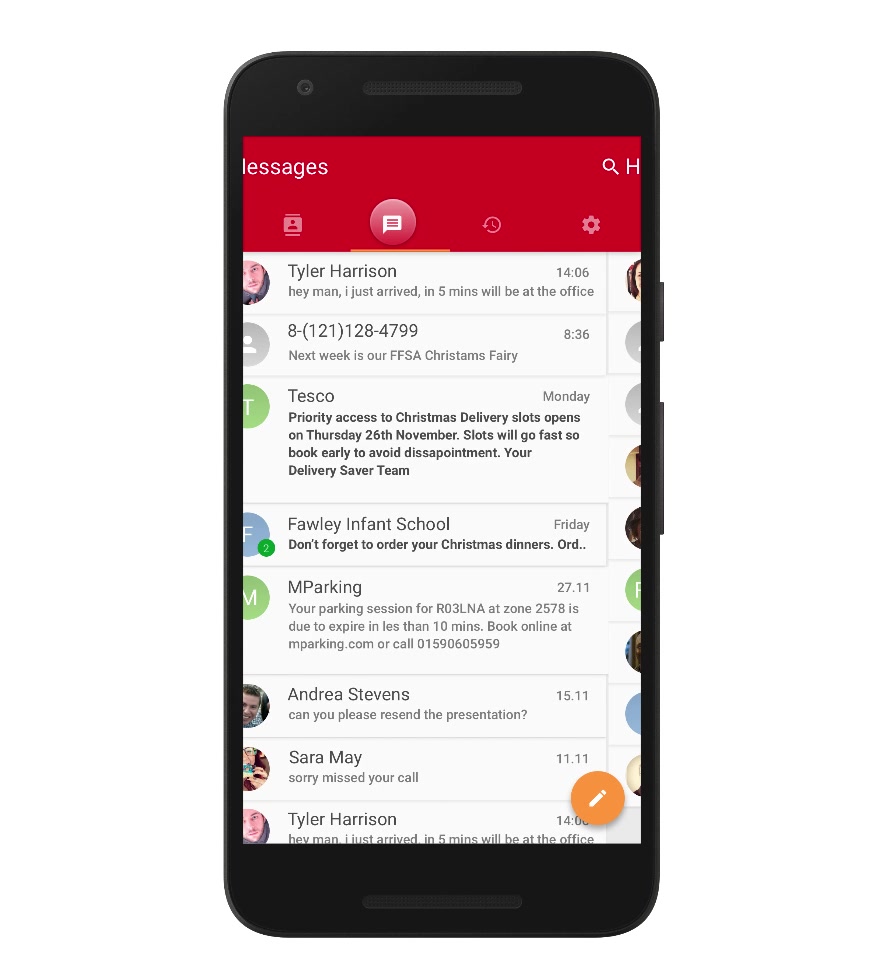 lessages H
Tyler Harrison 14:06
hey man, i just arrived, in 5 mins will be at the office
8-(121)128-4799 8:36
Next week is our FFSA Christams Fairy
T Tesco Monday
Priority access to Christmas Delivery slots opens
on Thursday 26th November. Slots will go fast so
book early to avoid dissapointment. Your
Delivery Saver Team
F Fawley Infant School Friday
2 Don't forget to order your Christmas dinners. Ord..
M MParking 27.11
Your parking session for R03LNA at zone 2578 is
due to expire in les than 10 mins. Book online at
mparking.com or call 01590605959
Andrea Stevens 15.11
can you please resend the presentation?
Sara May 11.11
sorry missed your call
Tyler Harrison 14:06
hey man, i just arrived, in 5 mins will be at the office